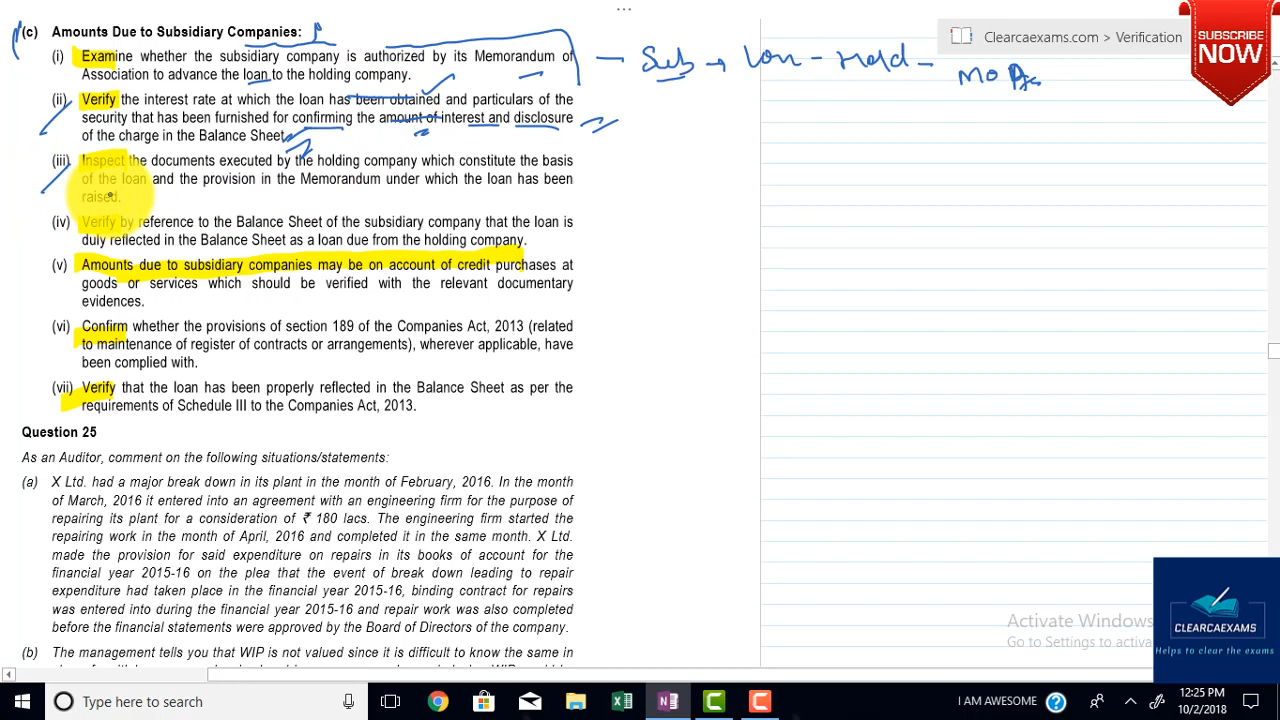 (c) Amounts Due to Subsidiary Companies:
(i) Examine whether the subsidiary company is authorized by its Memorandum of
Association to advance the loan to the holding company.
(ii) Verify the interest rate at which the loan has been obtained and particulars of the
security that has been furnished for confirming the amount of interest and disclosure
of the charge in the Balance Sheet.
(iii) Inspect the documents executed by the holding company which constitute the basis
of the loan and the provision in the Memorandum under which the loan has been
raised.
(iv) Verify by reference to the Balance Sheet of the subsidiary company that the loan is
duly reflected in the Balance Sheet as a loan due from the holding company.
(v) Amounts due to subsidiary companies may be on account of credit purchases at
goods or services which should be verified with the relevant documentary
evidences.
(vi) Confirm whether the provisions of section 189 of the Companies Act, 2013 (related
to maintenance of register of contracts or arrangements), wherever applicable, have
been complied with.
(vii) Verify that the loan has been properly reflected in the Balance Sheet as per the
requirements of Schedule III to the Companies Act, 2013.
Question 25
As an Auditor, comment on the following situations/statements:
(a) X Ltd. had a major break down in its plant in the month of February, 2016. In the month
of March, 2016 it entered into an agreement with an engineering firm for the purpose of
repairing its plant for a consideration of ₹ 180 lacs. The engineering firm started the
repairing work in the month of April, 2016 and completed it in the same month. X Ltd.
made the provision for said expenditure on repairs in its books of account for the
financial year 2015-16 on the plea that the event of break down leading to repair
expenditure had taken place in the financial year 2015-16, binding contract for repairs
was entered into during the financial year 2015-16 and repair work was also completed
before the financial statements were approved by the Board of Directors of the company.
(b) The management tells you that WIP is not valued since it is difficult to know the same in
Sub → Loan - Hold -
MOA
Clearcaexams.com > Verification
SUBSCRIBE
NOW
Activate Windows
Go to Settings to activa
CLEARCAEXAMS
Helps to clear the exams
Type here to search
I AM AWESOME
12:25 PM
10/2/2018